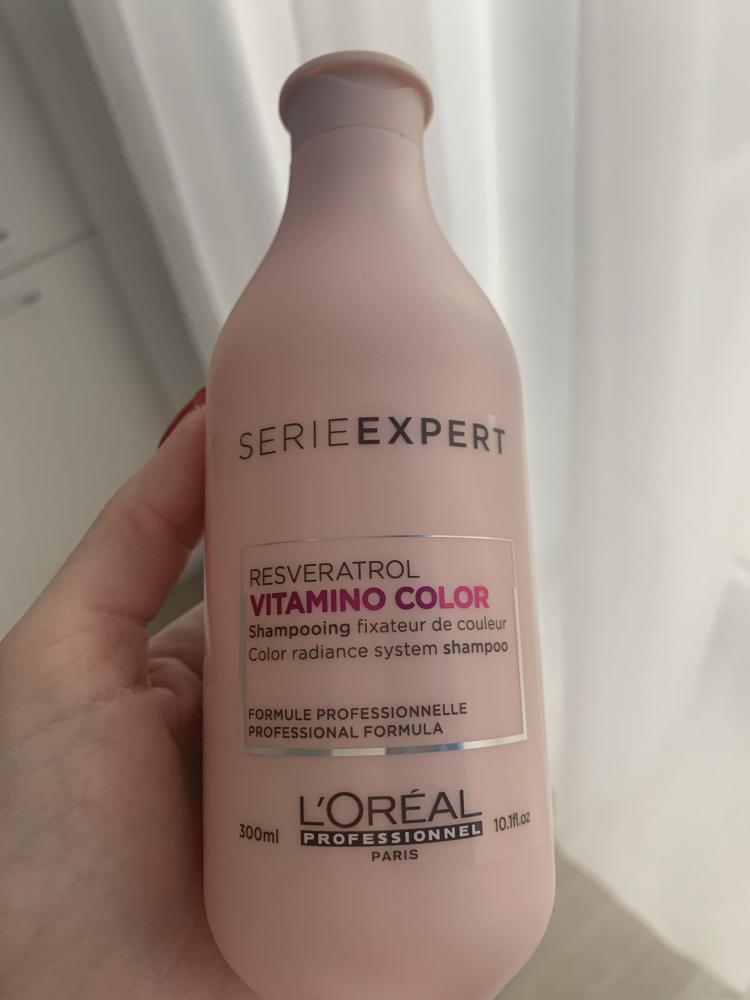 SERIEEXPERT
RESVERATROL
VITAMINO COLOR
Shampooing fixateur de couleur
Color radiance system shampoo
FORMULE PROFESSIONNELLE
PROFESSIONAL FORMULA
L'ORÉAL
300ml PROFESSIONNEL 10.1fl.oz
PARIS